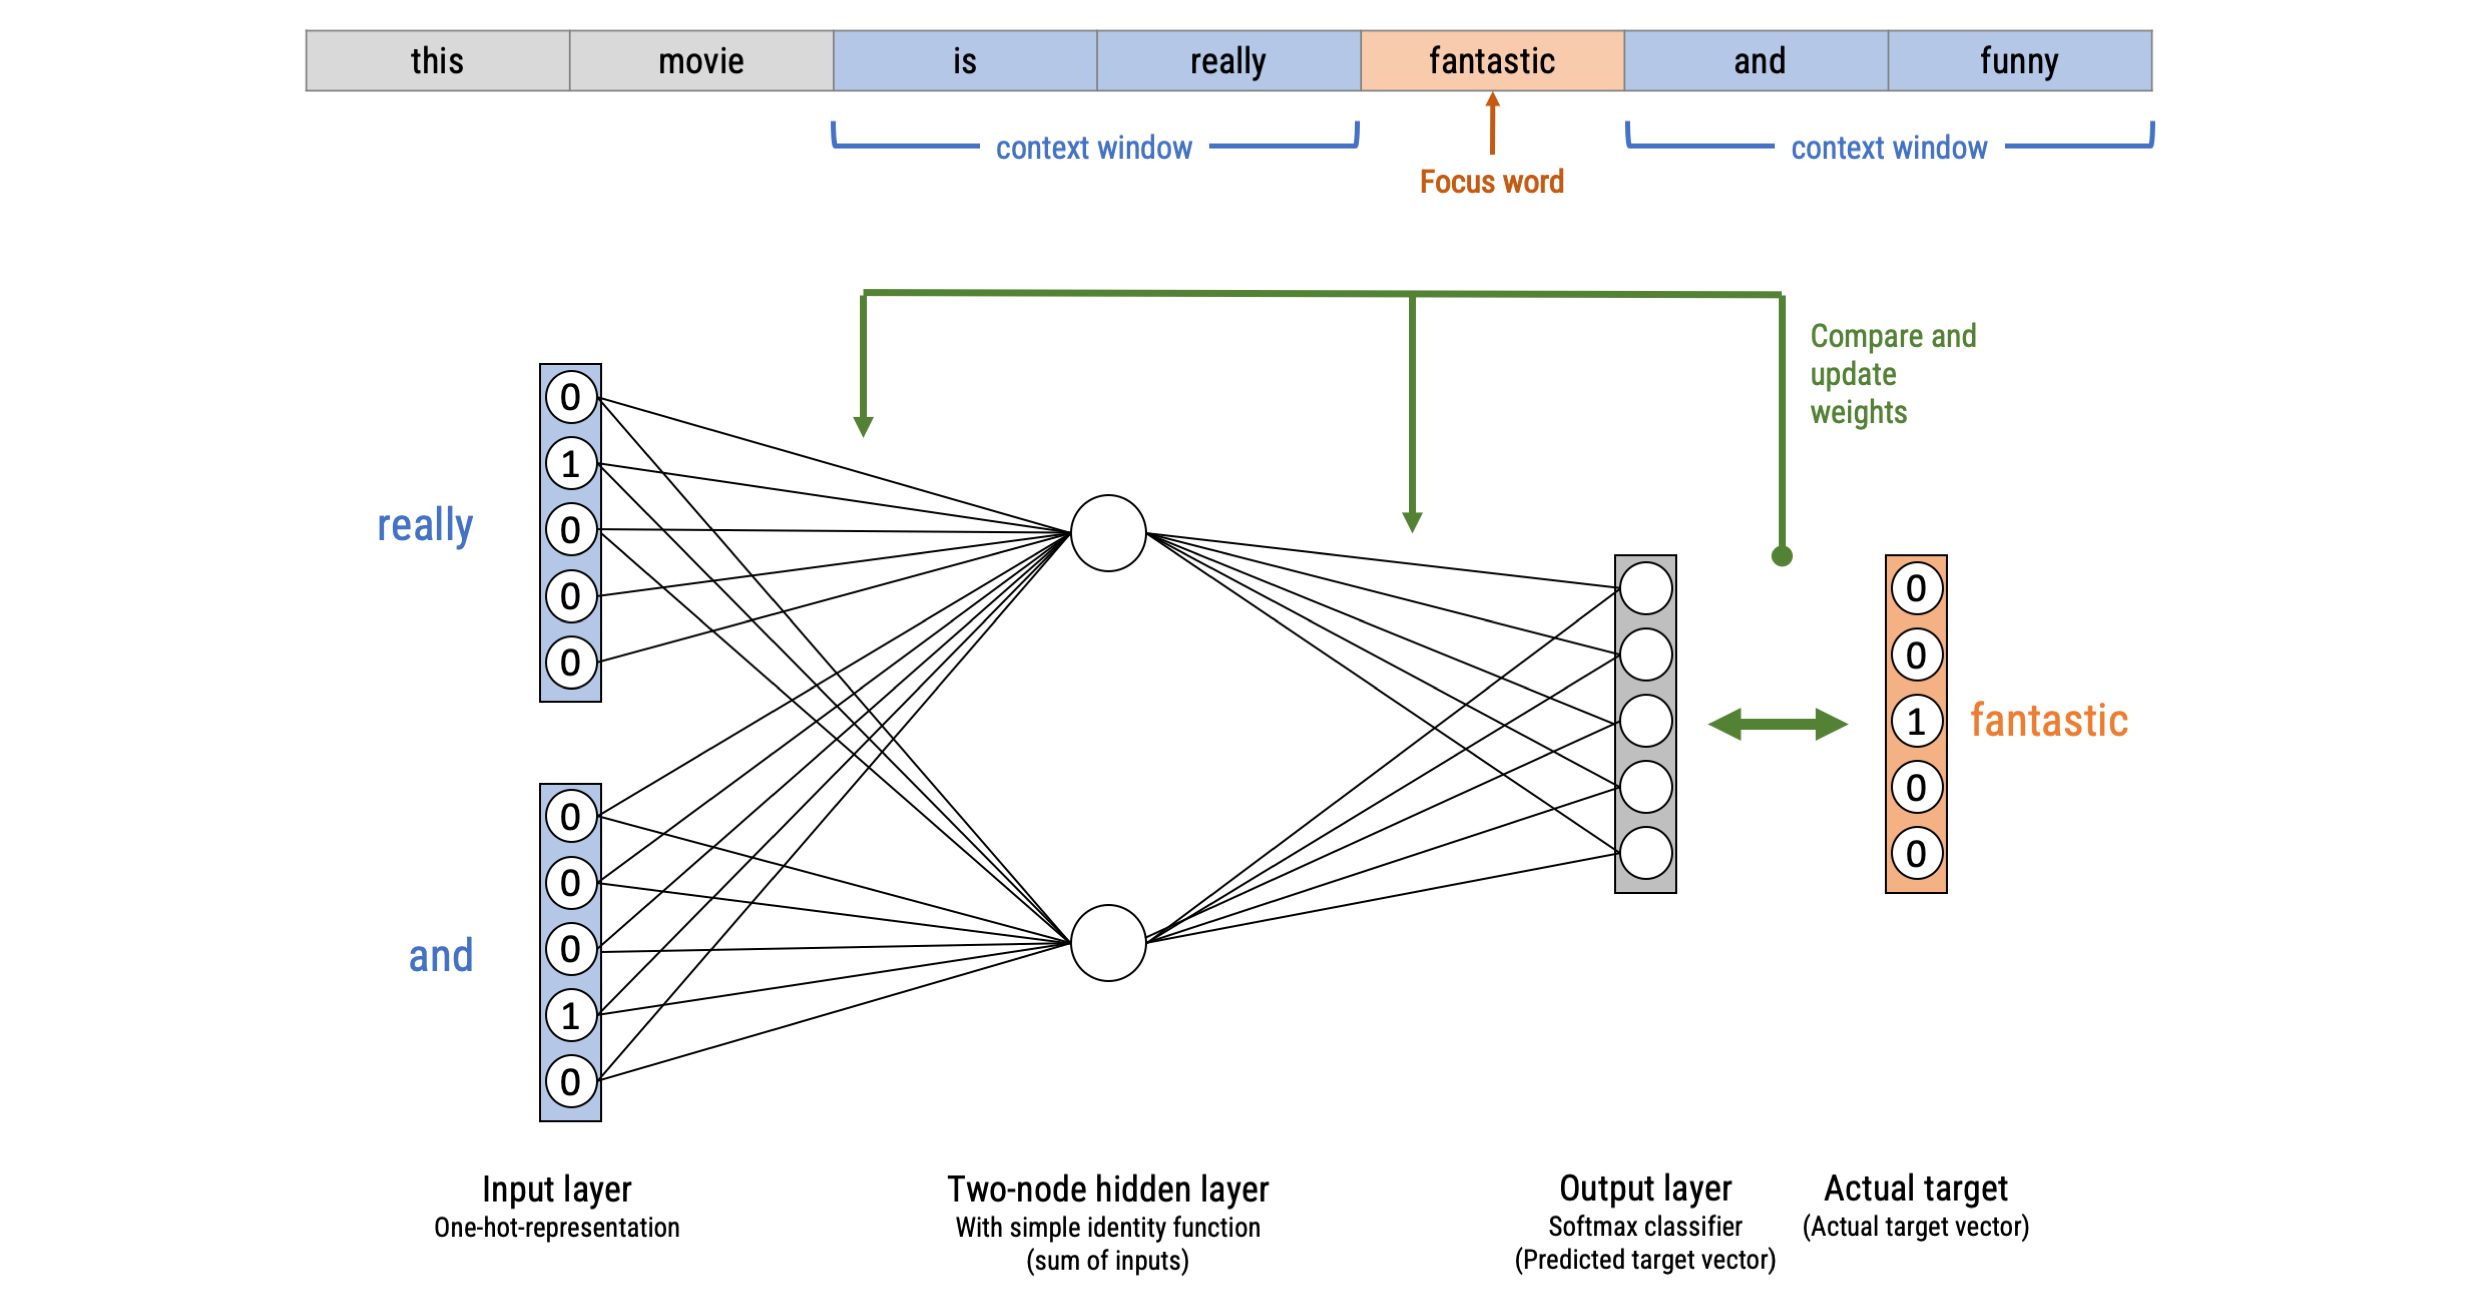 this movie is really fantastic and funny
context window context window
Focus word
Compare and
update
weights
0
1
0
0
0
really
0
0
0
1
0
and
0
0
1
0
0
fantastic
Input layer
One-hot-representation
Two-node hidden layer
With simple identity function
(sum of inputs)
Output layer
Softmax classifier
(Predicted target vector)
Actual target
(Actual target vector)